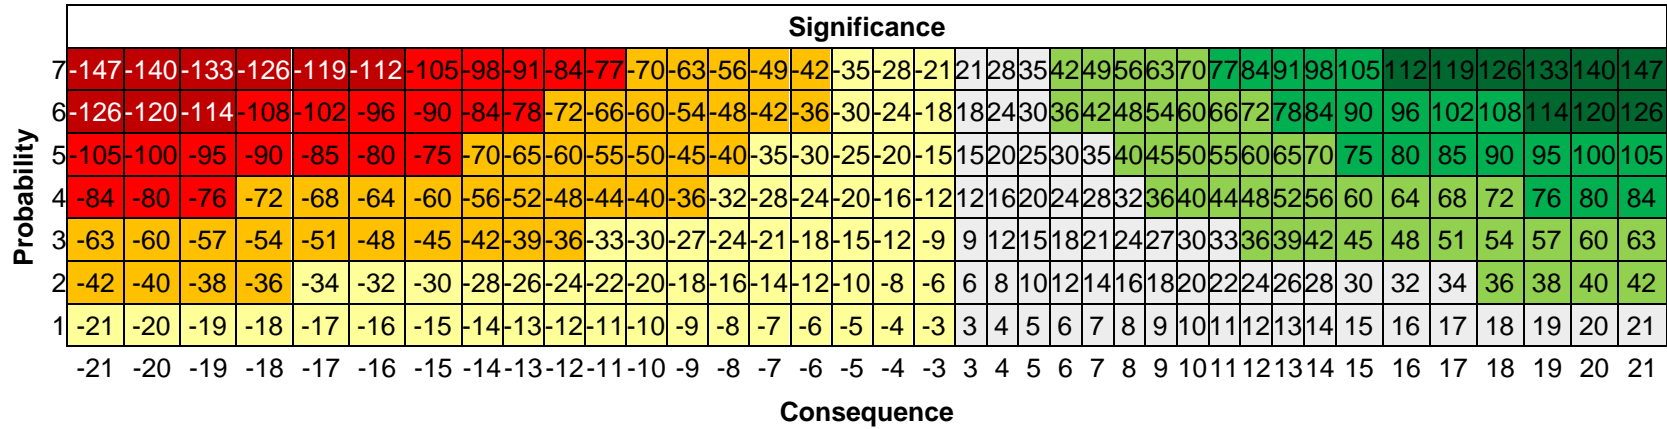 Significance
Probability
7 -147 -140 -133 -126 -119 -112 -105 -98 -91 -84 -77 -70 -63 -56 -49 -42 -35 -28 -21 21 28 35 42 49 56 63 70 77 84 91 98 105 112 119 126 133 140 147
6 -126 -120 -114 -108 -102 -96 -90 -84 -78 -72 -66 -60 -54 -48 -42 -36 -30 -24 -18 18 24 30 36 42 48 54 60 66 72 78 84 90 96 102 108 114 120 126
5 -105 -100 -95 -90 -85 -80 -75 -70 -65 -60 -55 -50 -45 -40 -35 -30 -25 -20 -15 15 20 25 30 35 40 45 50 55 60 65 70 75 80 85 90 95 100 105
4 -84 -80 -76 -72 -68 -64 -60 -56 -52 -48 -44 -40 -36 -32 -28 -24 -20 -16 -12 12 16 20 24 28 32 36 40 44 48 52 56 60 64 68 72 76 80 84
3 -63 -60 -57 -54 -51 -48 -45 -42 -39 -36 -33 -30 -27 -24 -21 -18 -15 -12 -9 9 12 15 18 21 24 27 30 33 36 39 42 45 48 51 54 57 60 63
2 -42 -40 -38 -36 -34 -32 -30 -28 -26 -24 -22 -20 -18 -16 -14 -12 -10 -8 -6 6 8 10 12 14 16 18 20 22 24 26 28 30 32 34 36 38 40 42
1 -21 -20 -19 -18 -17 -16 -15 -14 -13 -12 -11 -10 -9 -8 -7 -6 -5 -4 -3 3 4 5 6 7 8 9 10 11 12 13 14 15 16 17 18 19 20 21
-21 -20 -19 -18 -17 -16 -15 -14 -13 -12 -11 -10 -9 -8 -7 -6 -5 -4 -3 3 4 5 6 7 8 9 10 11 12 13 14 15 16 17 18 19 20 21
Consequence